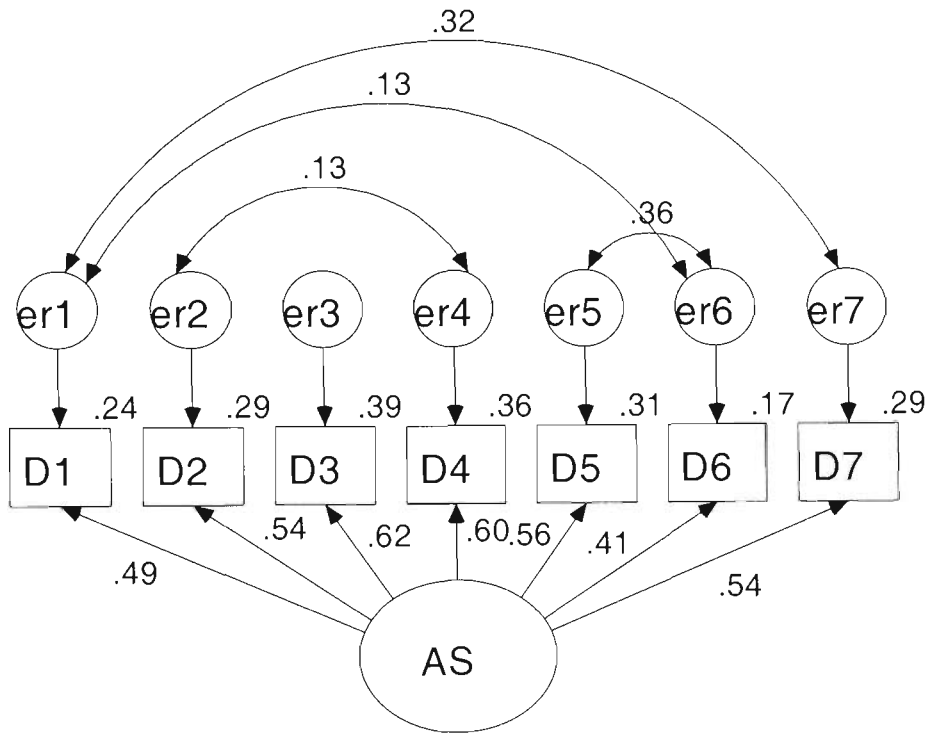 .32
.13
.13
.36
er1 er2 er3 er4 er5 er6 er7
.24 .29 .39 .36 .31 .17 .29
D1 D2 D3 D4 D5 D6 D7
.49 .54 .62 .60 .56 .41 .54
AS